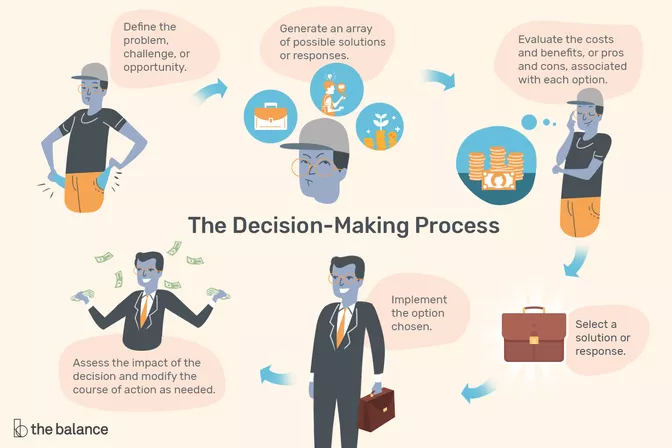 Define the
problem,
challenge, or
opportunity.
Generate an array
of possible solutions
or responses.
Evaluate the costs
and benefits, or pros
and cons, associated
with each option.
The Decision-Making Process
Select a
solution or
response.
Implement
the option
chosen.
Assess the impact of the
decision and modify the
course of action as needed.
the balance